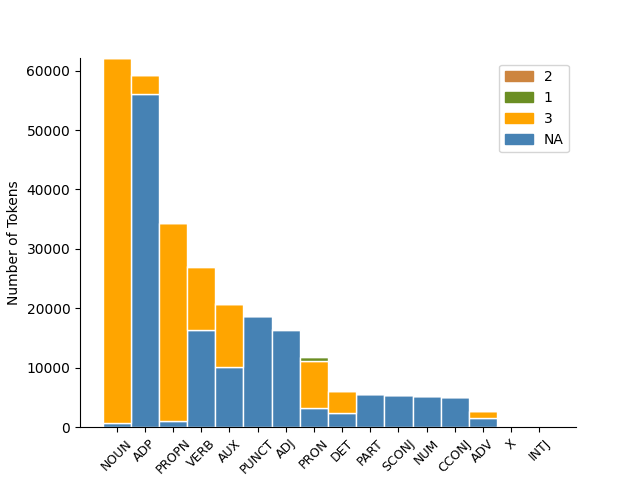 60000
50000
40000
30000
20000
10000
0
Number of Tokens
2
1
3
NA
NOUN
ADP
PROPN
VERB
AUX
PUNCT
ADJ
PRON
DET
PART
SCONJ
NUM
CCONJ
ADV
X
INTJ